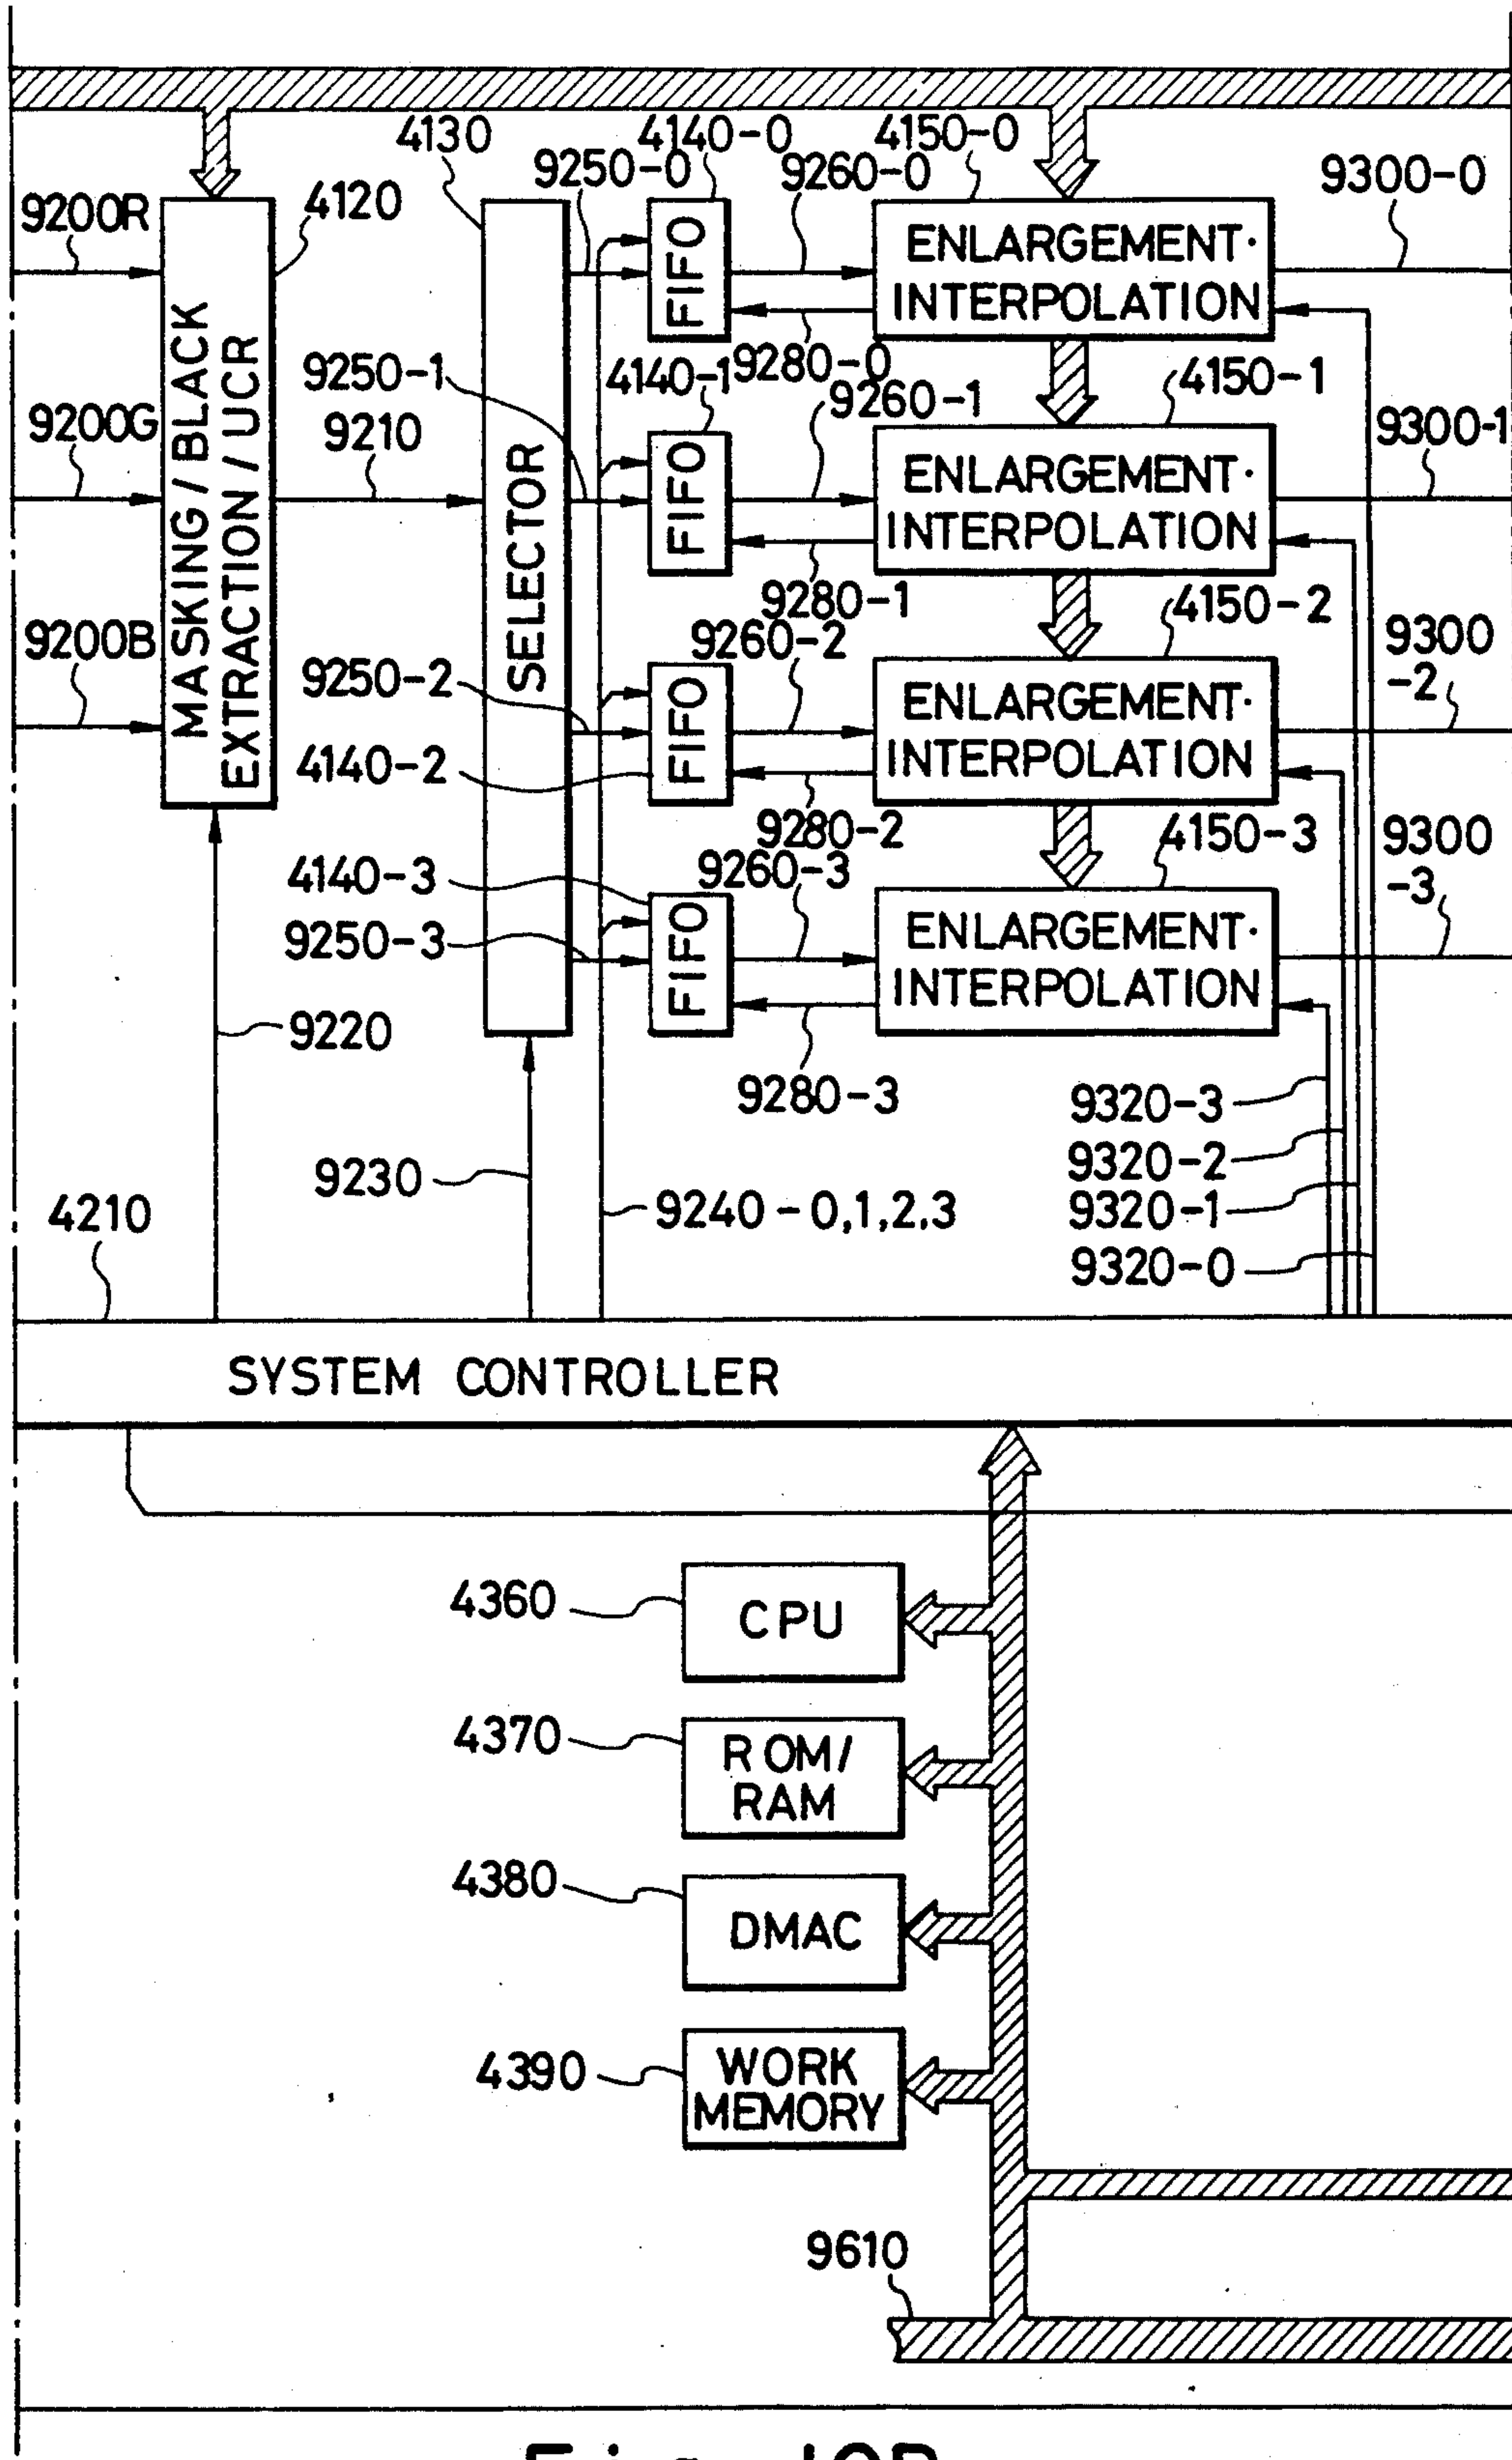 4130
4140-0
4150-0
9250-0
9260-0
9300-0
9200R
4120
FIFO
ENLARGEMENT·
INTERPOLATION
9280-0
9250-1
4140-1
9260-1
4150-1
9200G
9210
9300-1
MASKING / BLACK
EXTRACTION / UCR
SELECTOR
FIFO
ENLARGEMENT·
INTERPOLATION
9280-1
4150-2
9200B
9260-2
9300
-2
9250-2
4140-2
FIFO
ENLARGEMENT·
INTERPOLATION
9280-2
4150-3
9300
-3
4140-3
9260-3
9250-3
FIFO
ENLARGEMENT·
INTERPOLATION
9220
9280-3
9320-3
9230
9320-2
4210
9240-0,1,2,3
9320-1
9320-0
SYSTEM CONTROLLER
4360
CPU
4370
ROM/
RAM
4380
DMAC
4390
WORK
MEMORY
9610